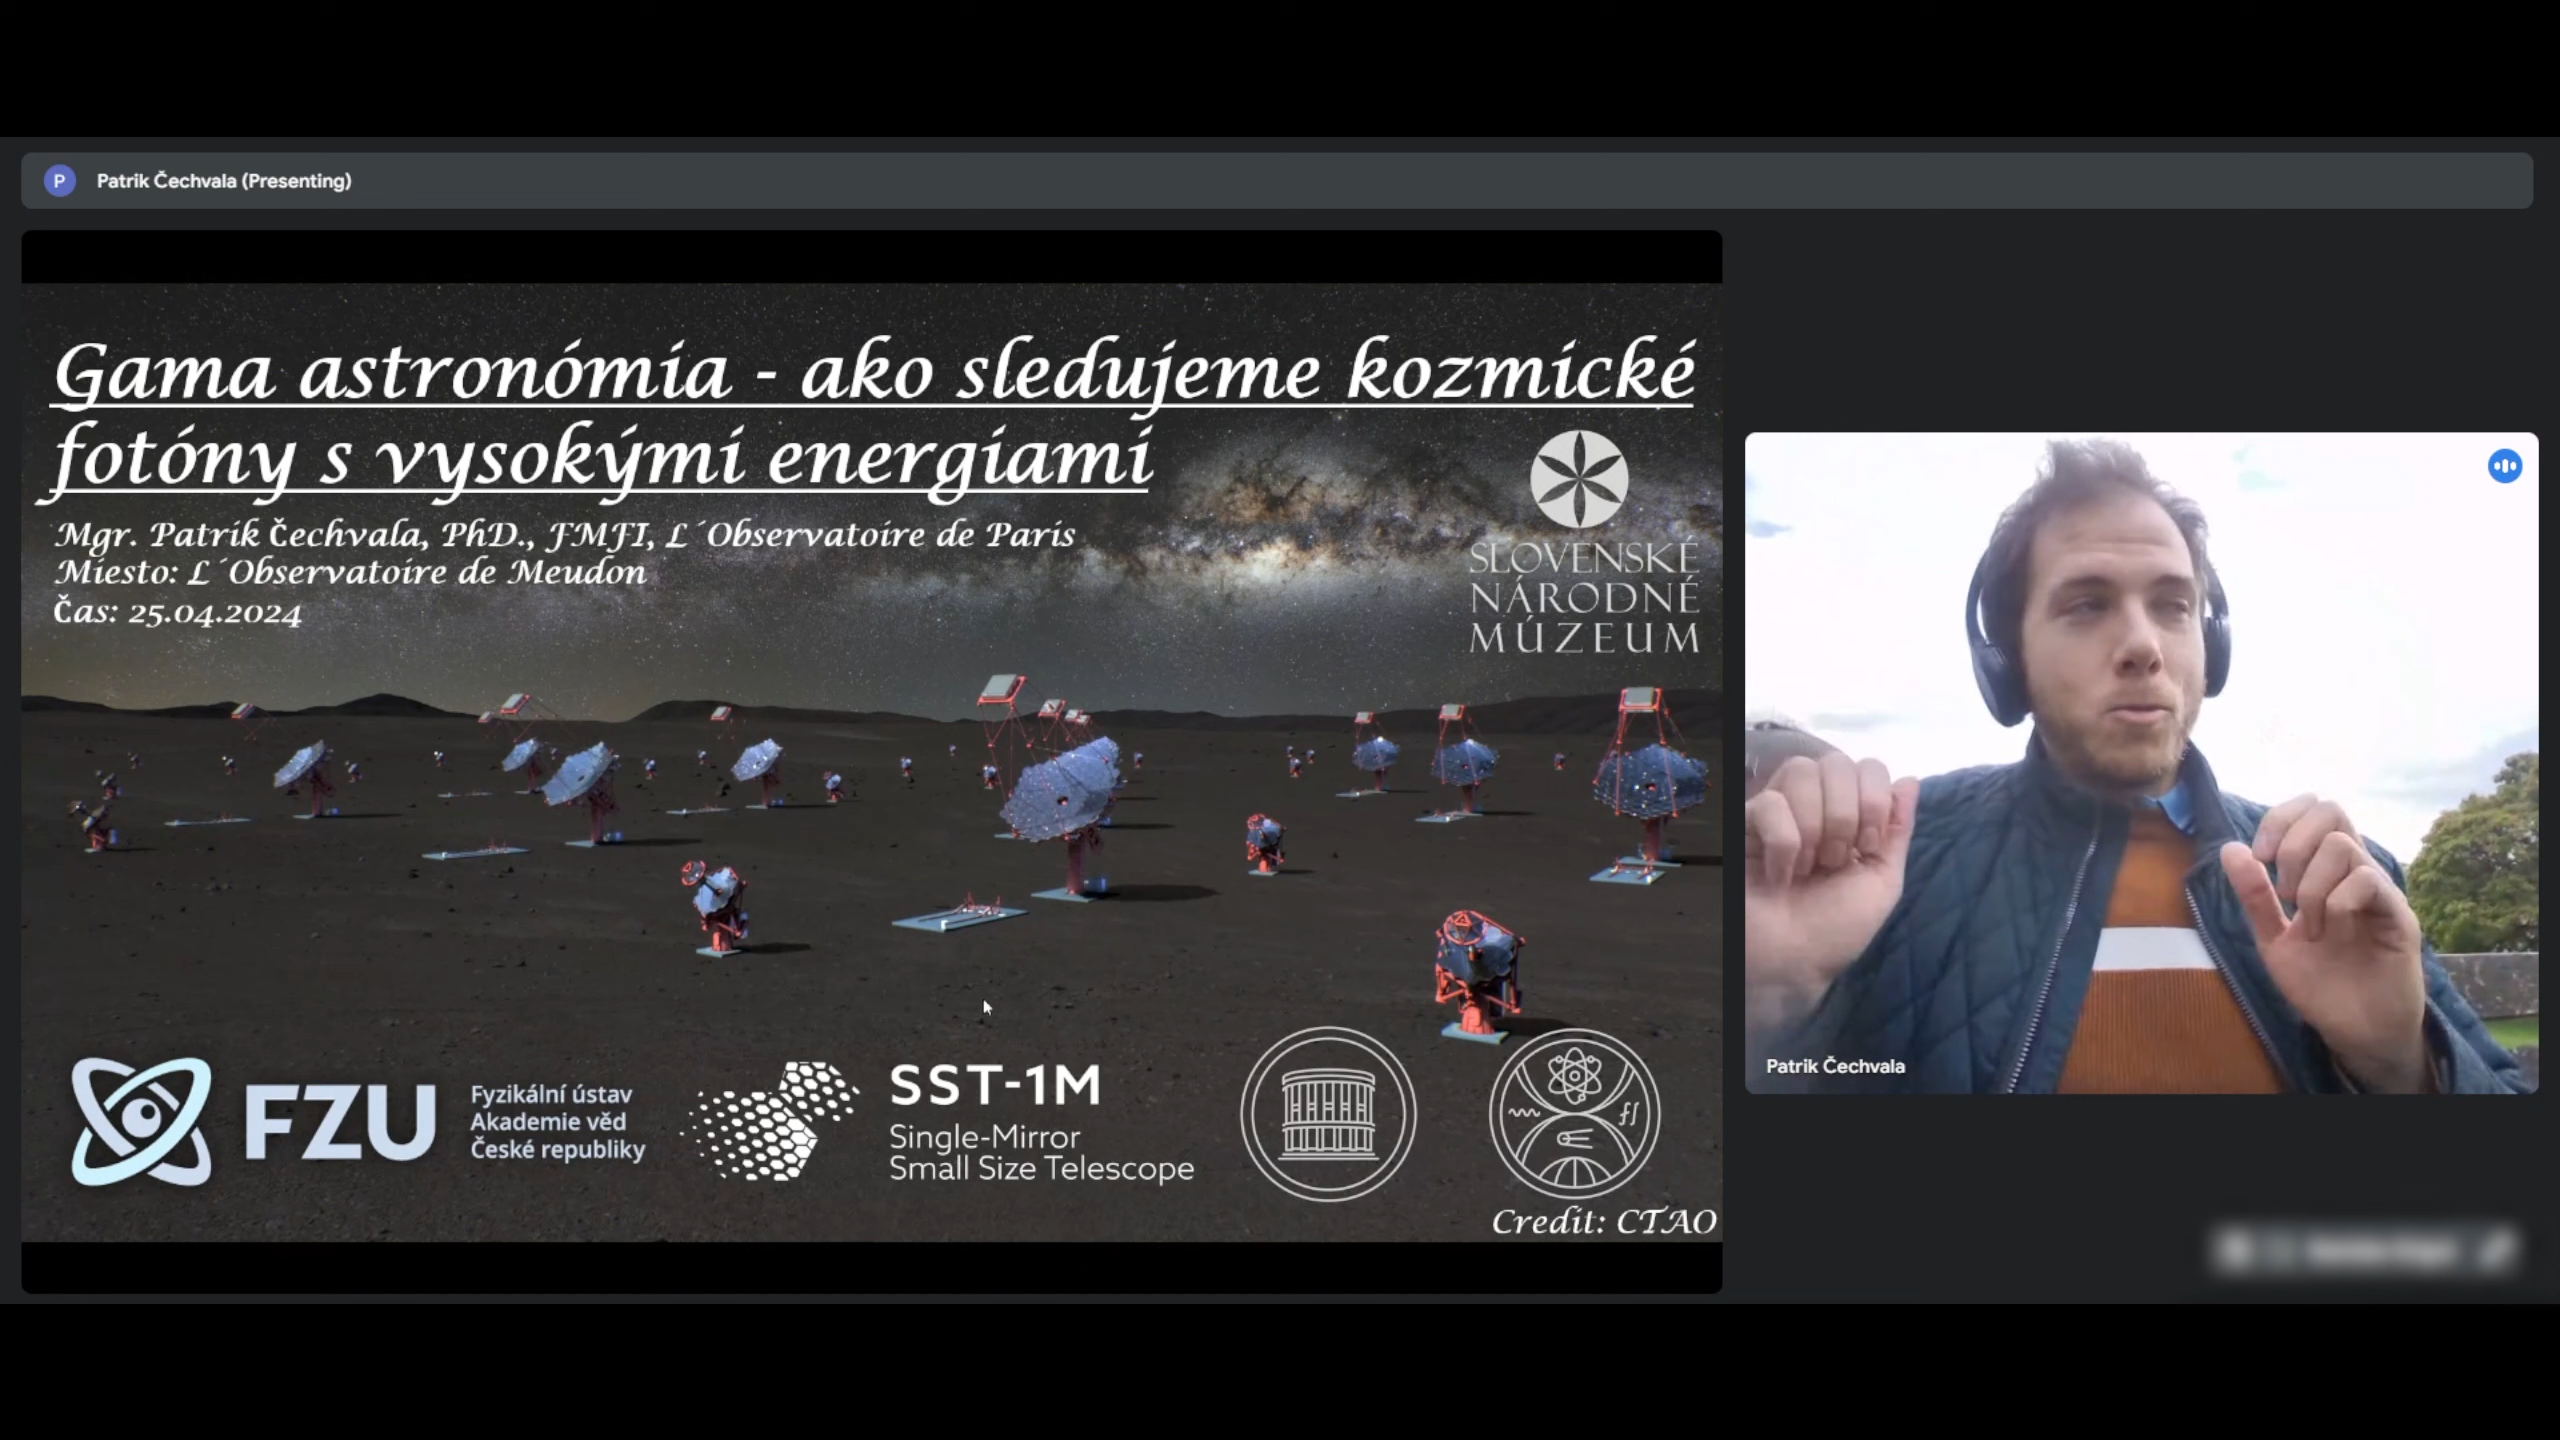 P
Patrik Čechvala (Presenting)
Gama astronómia - ako sledujeme kozmické
fotóny s vysokými energiami
Mgr. Patrik Čechvala, PhD., FMFI, L´Observatoire de Paris
Miesto: L´Observatoire de Meudon
Čas: 25.04.2024
SLOVENSKÉ
NÁRODNÉ
MÚZEUM
FZU
Fyzikální ústav
Akademie věd
České republiky
SST-1M
Single-Mirror
Small Size Telescope
Credit: CTAO
Patrik Čechvala